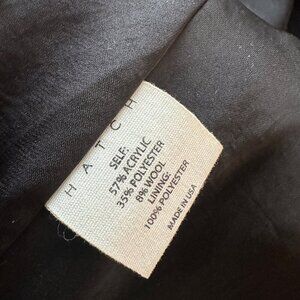 HATCH
SELF:
57% ACRYLIC
35% POLYESTER
8% WOOL
LINING:
100% POLYESTER
MADE IN USA